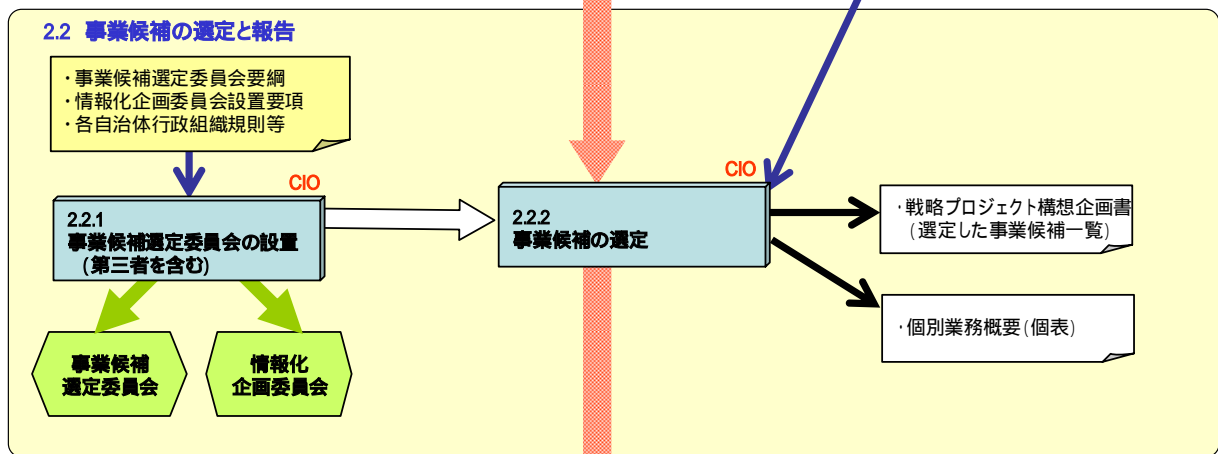 2.2 事業候補の選定と報告
・事業候補選定委員会要綱
・情報化企画委員会設置要項
・各自治体行政組織規則等
CIO
2.2.1
事業候補選定委員会の設置
(第三者を含む)
事業候補
選定委員会
情報化
企画委員会
CIO
2.2.2
事業候補の選定
・戦略プロジェクト構想企画書
(選定した事業候補一覧)
・個別業務概要(個表)